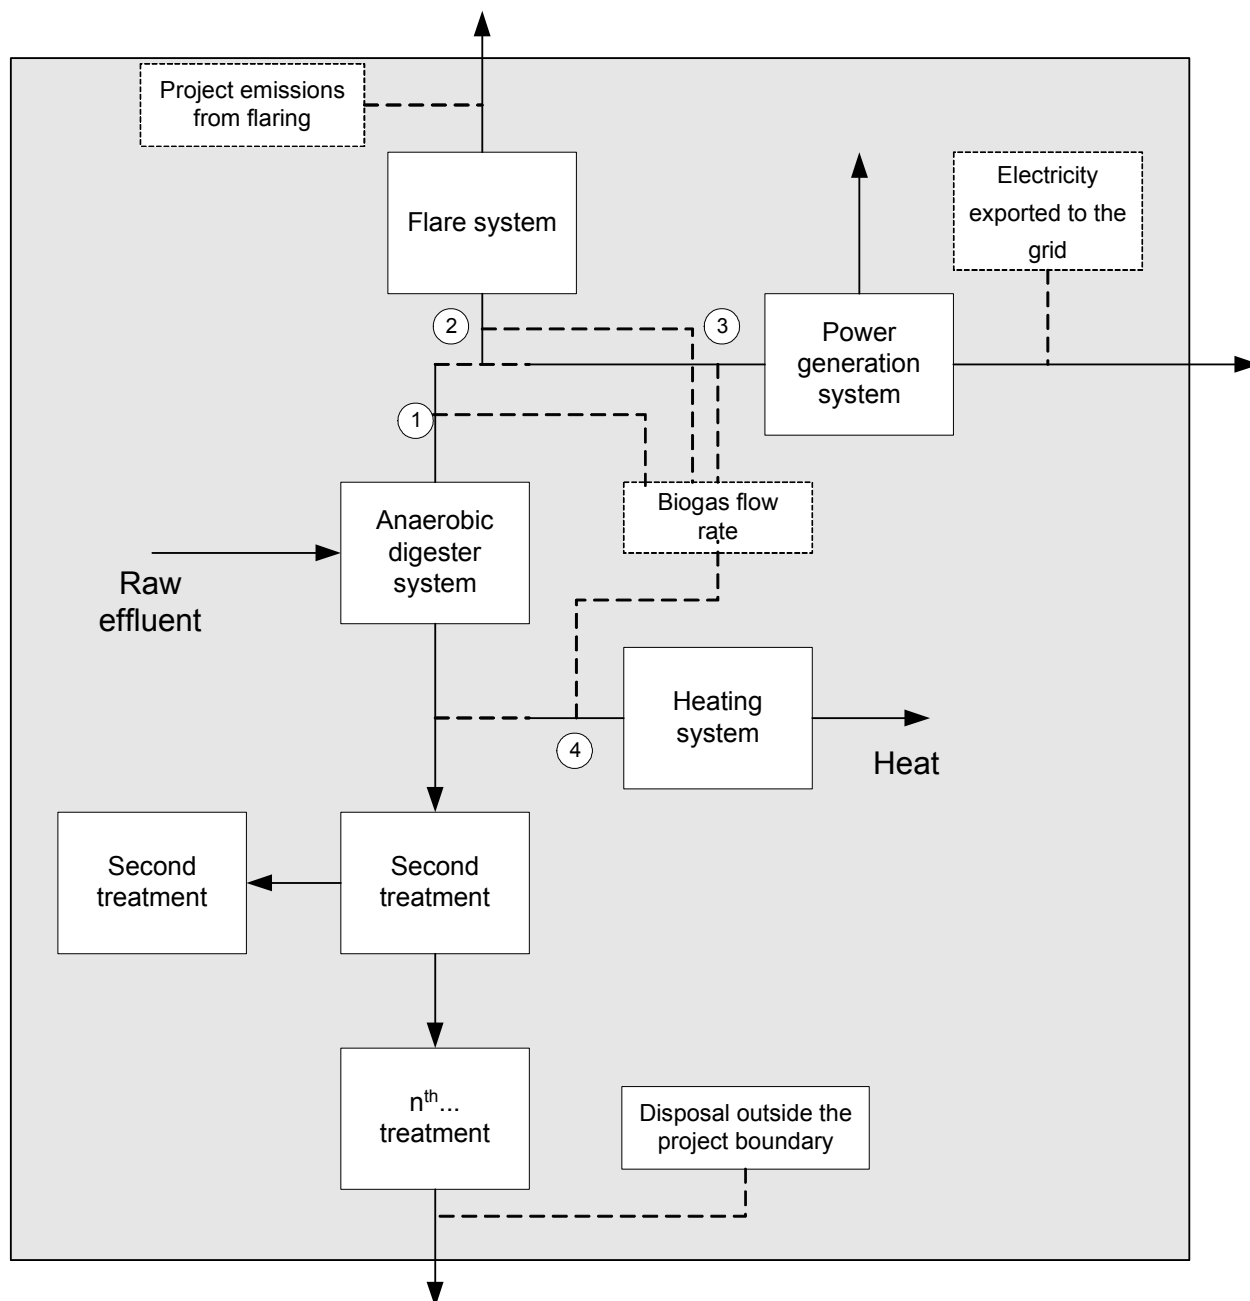 Project emissions
from flaring
Flare system
Electricity
exported to the
grid
2
3
Power
generation
system
1
Biogas flow
rate
Anaerobic
digester
system
Raw
effluent
Heating
system
4
Heat
Second
treatment
Second
treatment
nth...
treatment
Disposal outside the
project boundary